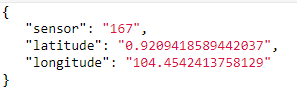 {
"sensor": "167",
"latitude": "0.9209418589442037",
"longitude": "104.4542413758129"
}